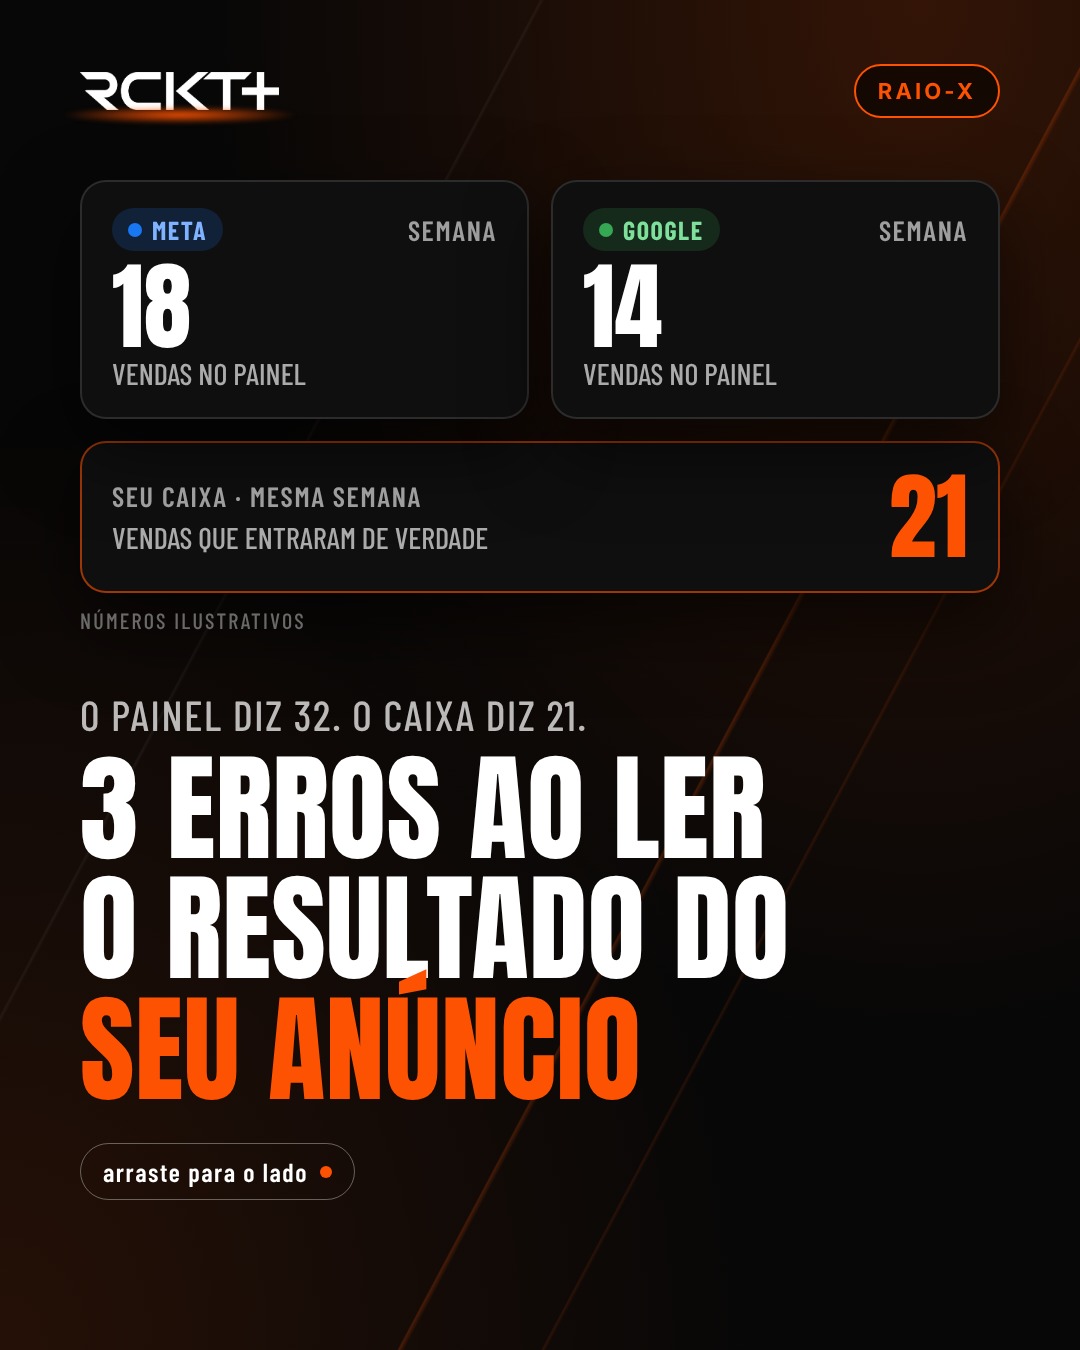 RCKT+
RAIO-X
META
SEMANA
18
VENDAS NO PAINEL
GOOGLE
SEMANA
14
VENDAS NO PAINEL
SEU CAIXA · MESMA SEMANA
VENDAS QUE ENTRARAM DE VERDADE
21
NÚMEROS ILUSTRATIVOS
O PAINEL DIZ 32. O CAIXA DIZ 21.
3 ERROS AO LER
O RESULTADO DO
SEU ANÚNCIO
arraste para o lado